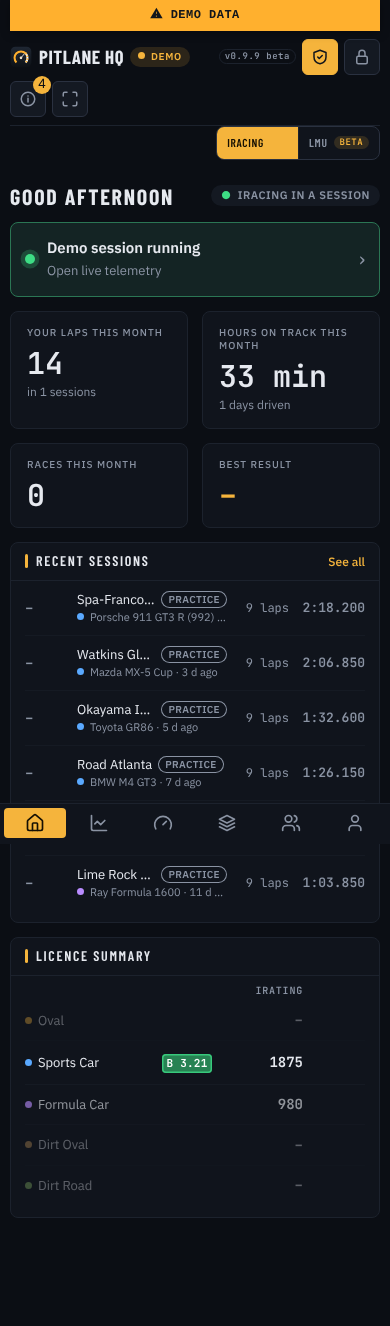 DEMO DATA
PITLANE HQ
DEMO
v0.9.9 beta
4
IRACING
LMU BETA
GOOD AFTERNOON
IRACING IN A SESSION
Demo session running
Open live telemetry
YOUR LAPS THIS MONTH
14
in 1 sessions
HOURS ON TRACK THIS
MONTH
33 min
1 days driven
RACES THIS MONTH
0
BEST RESULT
–
RECENT SESSIONS
See all
– Spa-Franco... PRACTICE 9 laps 2:18.200
Porsche 911 GT3 R (992) ...
– Watkins Gl... PRACTICE 9 laps 2:06.850
Mazda MX-5 Cup · 3 d ago
– Okayama I... PRACTICE 9 laps 1:32.600
Toyota GR86 · 5 d ago
– Road Atlanta PRACTICE 9 laps 1:26.150
BMW M4 GT3 · 7 d ago
– Lime Rock ... PRACTICE 9 laps 1:03.850
Ray Formula 1600 · 11 d ...
LICENCE SUMMARY
IRATING
Oval –
Sports Car B 3.21 1875
Formula Car 980
Dirt Oval –
Dirt Road –